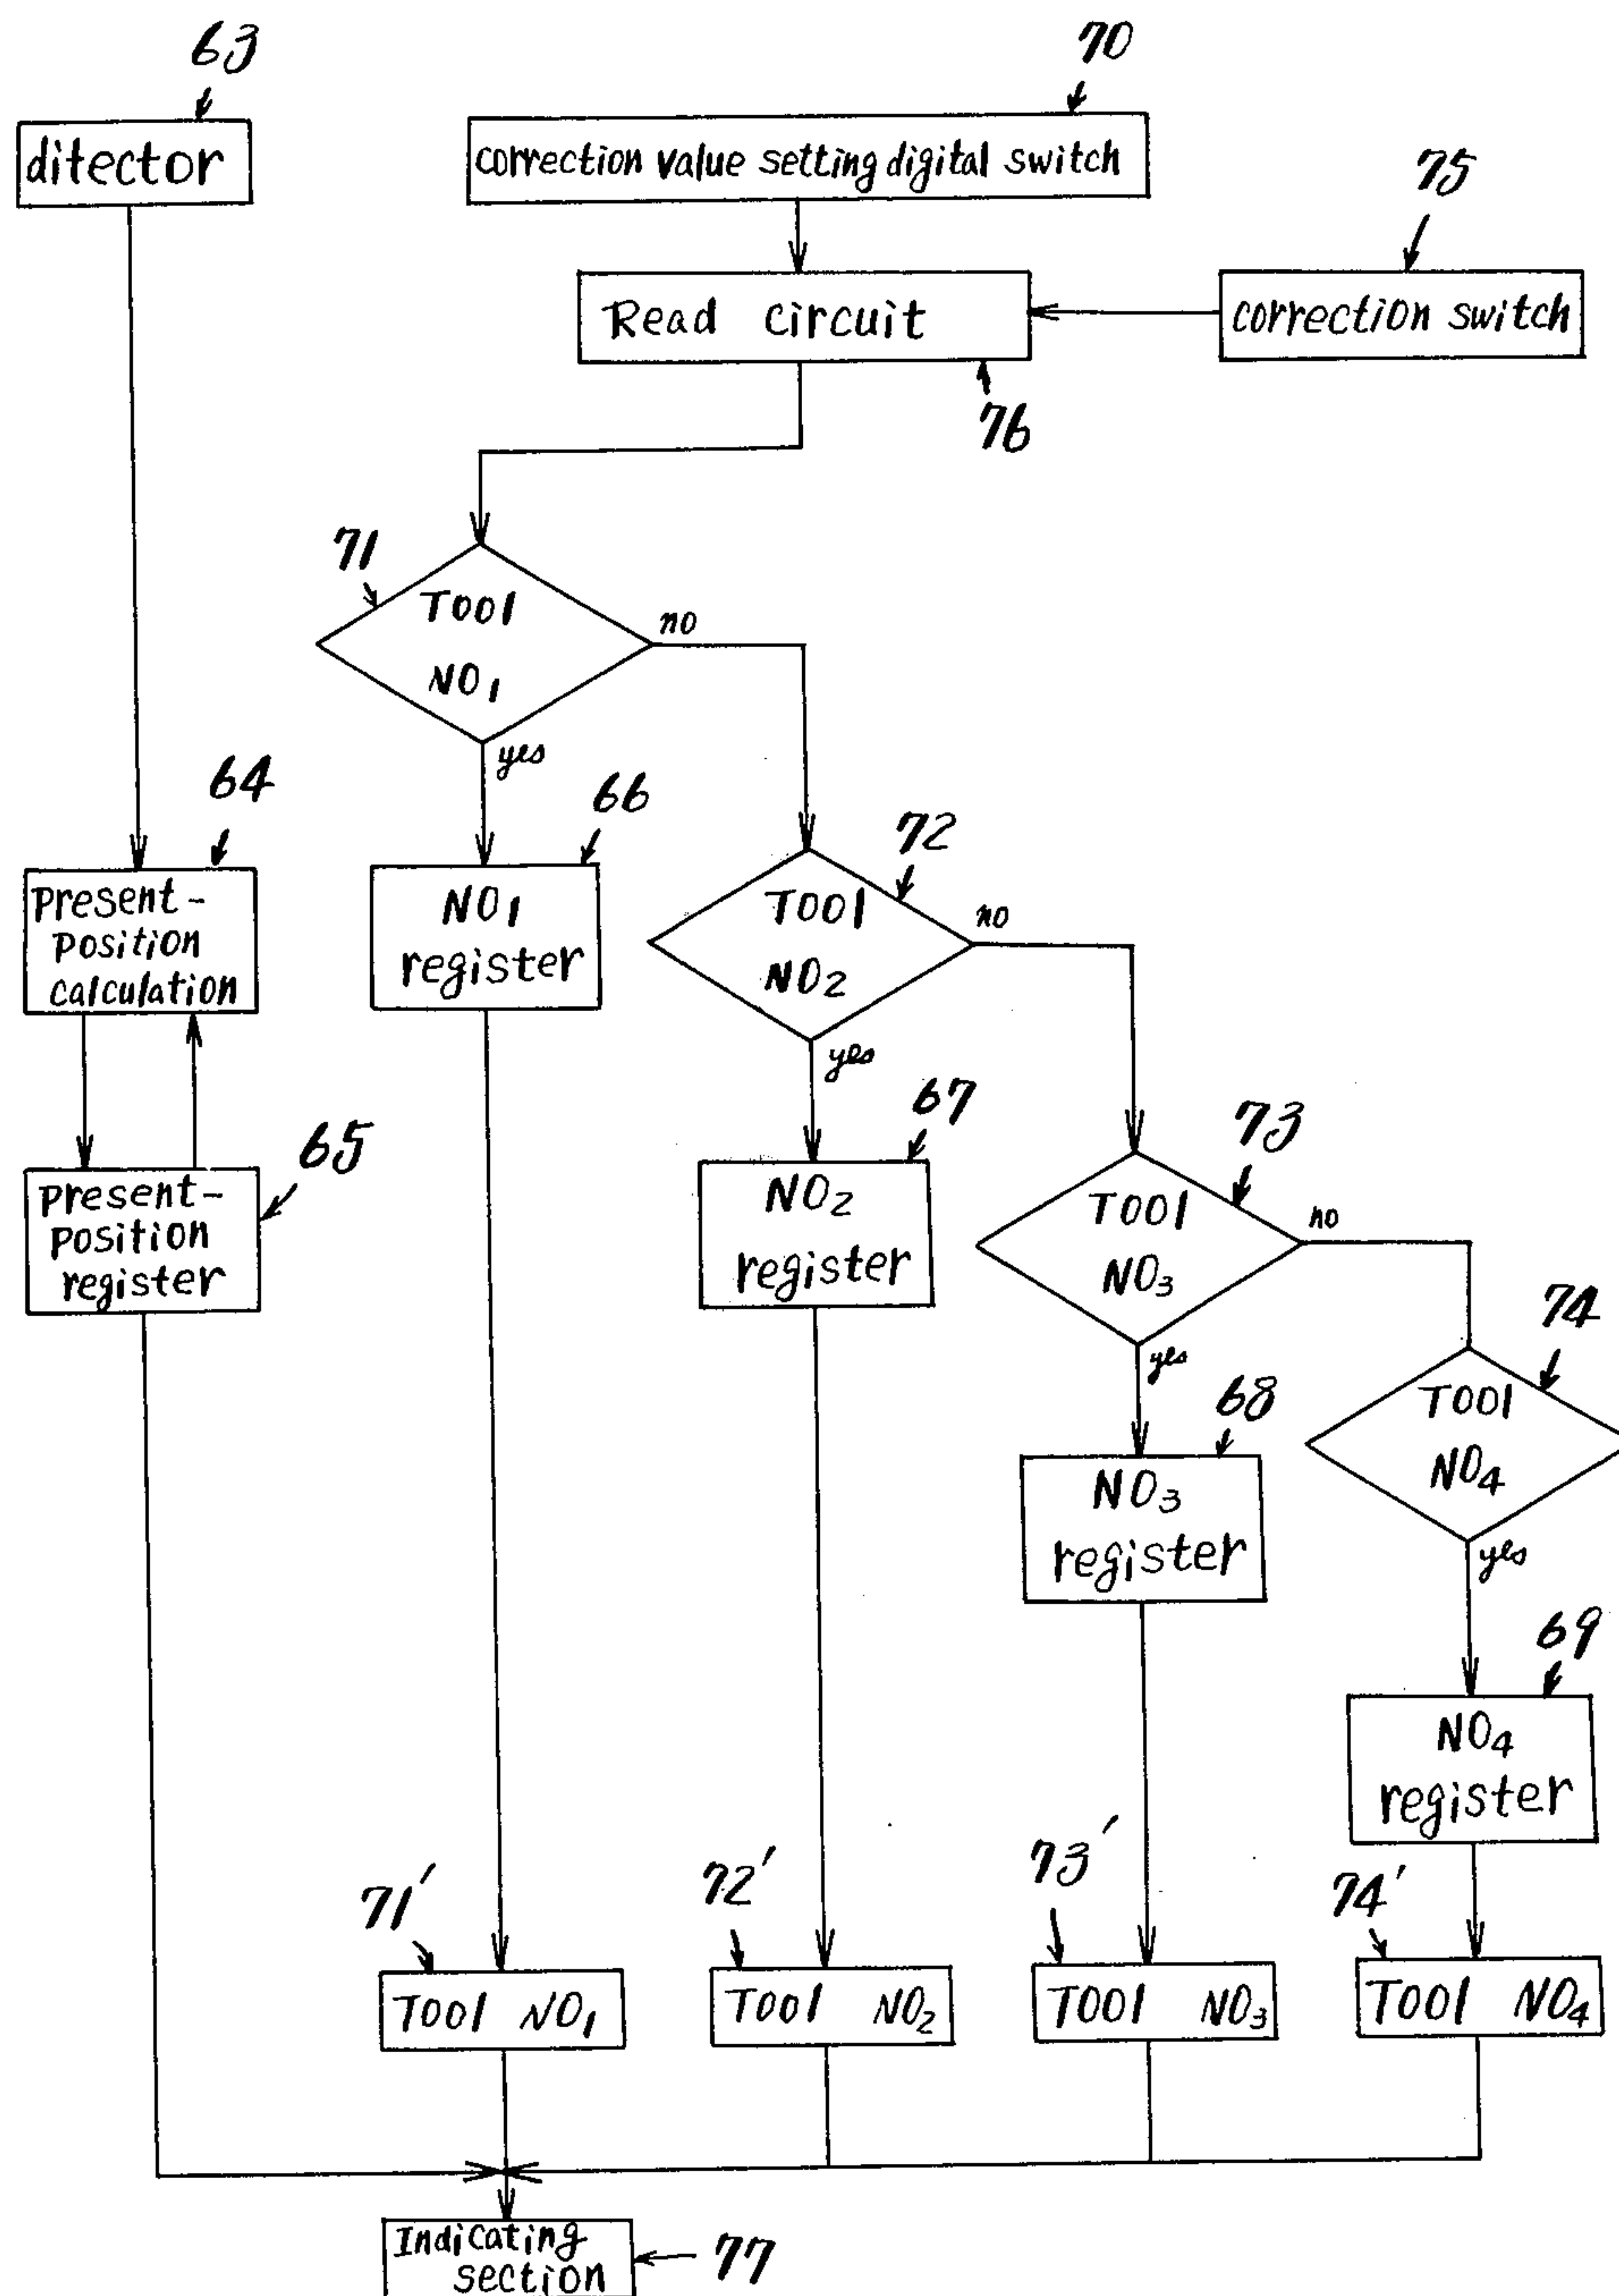 63
70
ditector
correction value setting digital switch
75
Read circuit
correction switch
76
71
Tool
NO1
no
yes
64
66
72
Present-
Position
calculation
NO1
register
Tool
NO2
no
yes
65
67
73
Present-
Position
register
NO2
register
Tool
NO3
no
yes
74
68
Tool
NO4
yes
NO3
register
69
NO4
register
71'
72'
73'
74'
Tool NO1
Tool NO2
Tool NO3
Tool NO4
Indicating
section
77